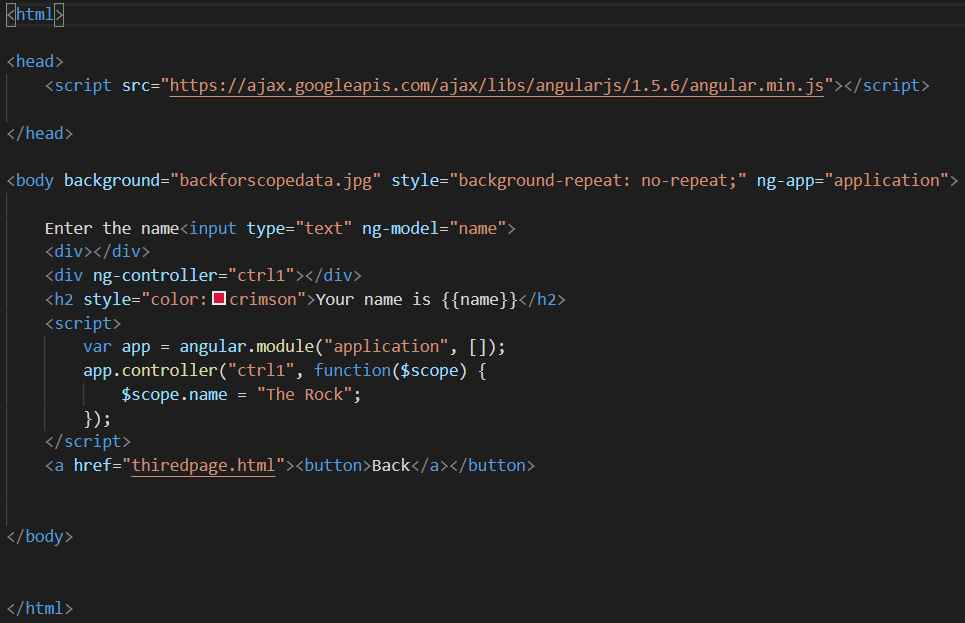 <html>
<head>
<script src="https://ajax.googleapis.com/ajax/libs/angularjs/1.5.6/angular.min.js"></script>
</head>
<body background="backforscopedata.jpg" style="background-repeat: no-repeat;" ng-app="application">
Enter the name<input type="text" ng-model="name">
<div></div>
<div ng-controller="ctrl1"></div>
<h2 style="color:crimson">Your name is {{name}}</h2>
<script>
var app = angular.module("application", []);
app.controller("ctrl1", function($scope) {
$scope.name = "The Rock";
});
</script>
<a href="thiredpage.html"><button>Back</a></button>
</body>
</html>